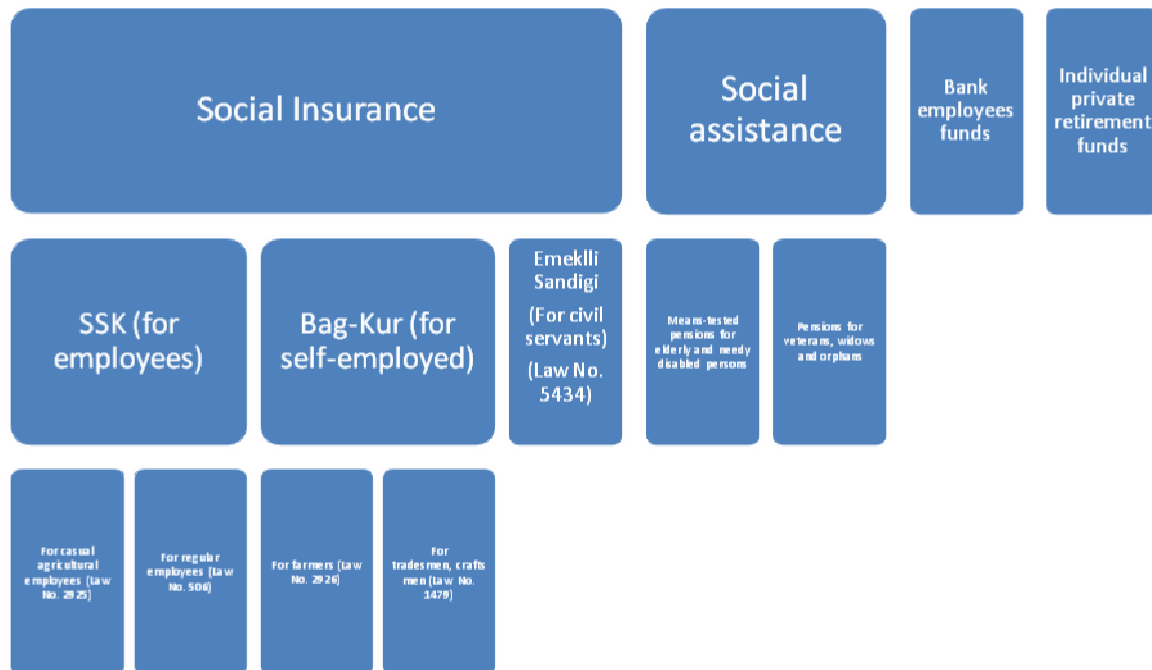 Social Insurance
Social
assistance
Bank
employees
funds
Individual
private
retirement
funds
SSK (for
employees)
Bag-Kur (for
self-employed)
Emeklli
Sandigi
(For civil
servants)
(Law No.
5434)
Means-tested
pensions for
elderly and needy
disabled persons
Pensions for
veterans, widows
and orphans
For casual
agricultural
employees (Law
No. 2925)
For regular
employees (Law
No. 506)
For farmers (Law
No. 2926)
For
tradesmen, crafts
men (Law No.
1479)